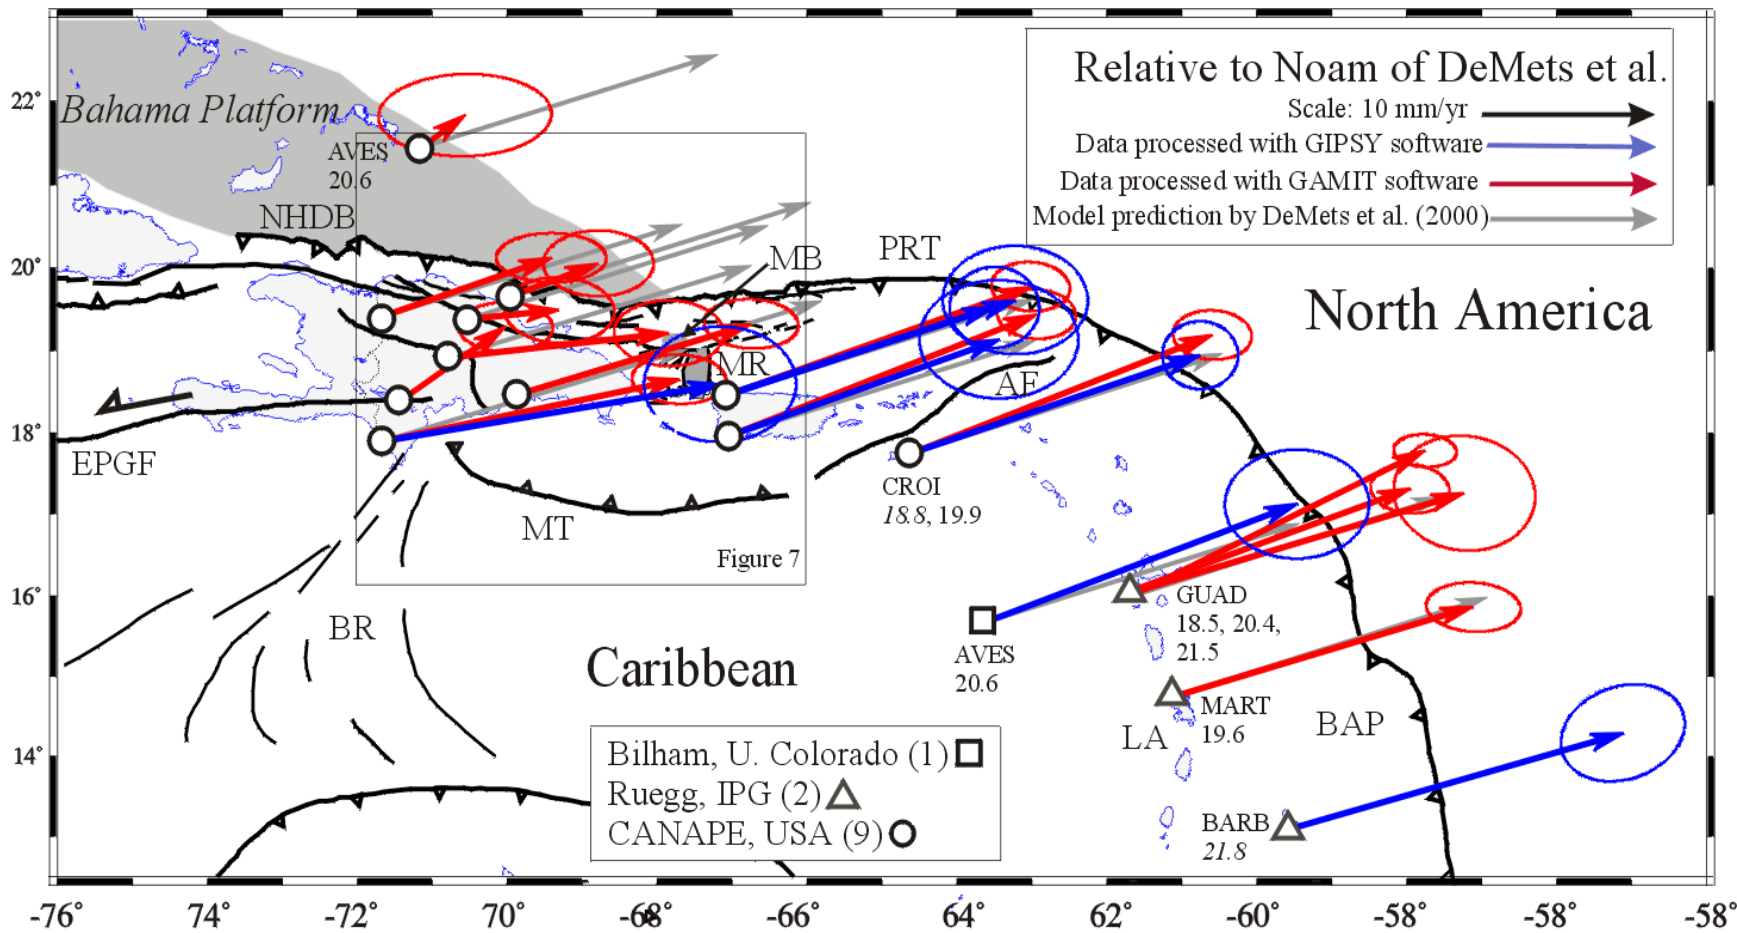 Relative to Noam of DeMets et al.
Scale: 10 mm/yr
Data processed with GIPSY software
Data processed with GAMIT software
Model prediction by DeMets et al. (2000)
22°
20°
18°
16°
14°
Bahama Platform
AVES
20.6
NHDB
MB
PRT
North America
MR
AF
EPGF
MT
Figure 7
CROI
18.8, 19.9
BR
Caribbean
AVES
20.6
GUAD
18.5, 20.4,
21.5
MART
19.6
LA
BAP
BARB
21.8
Bilham, U. Colorado (1)
Ruegg, IPG (2)
CANAPE, USA (9)
-76° 74° -72° 70° -68° -66° 64° 62° -60° -58° -58° -58°